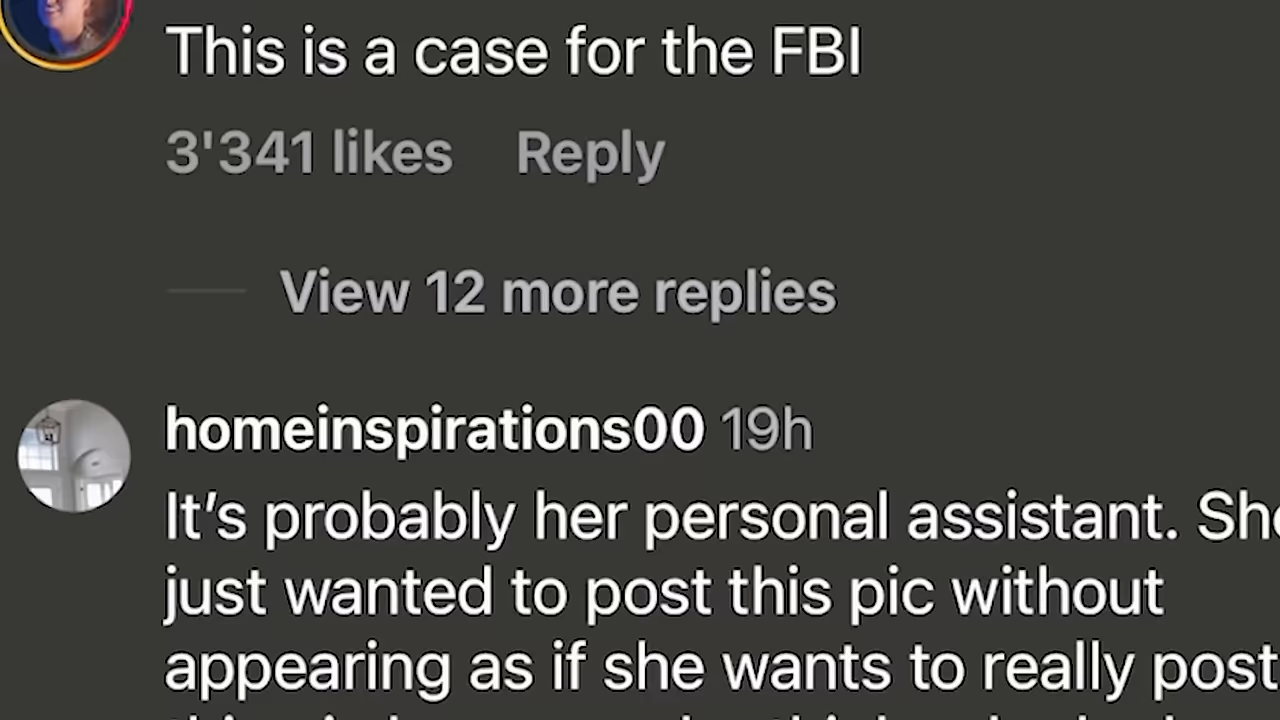 This is a case for the FBI
3'341 likes Reply
View 12 more replies
homeinspirations00 19h
It’s probably her personal assistant. She
just wanted to post this pic without
appearing as if she wants to really post